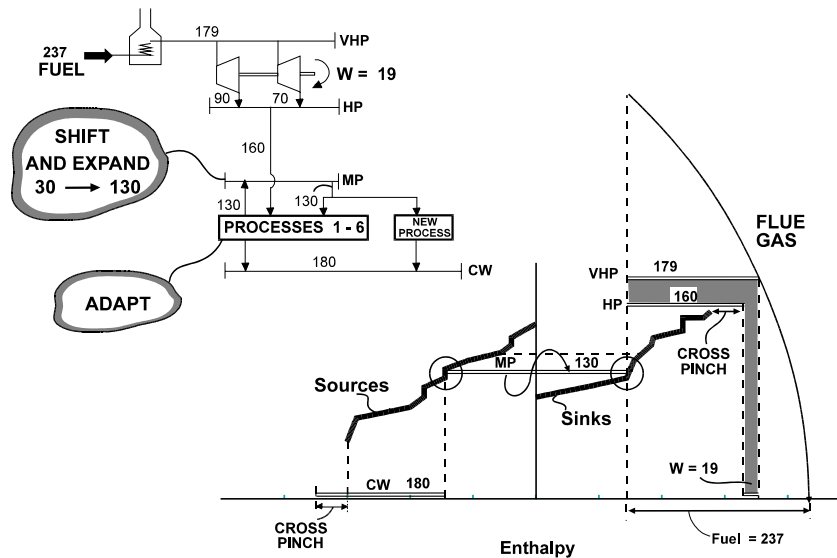 179
VHP
237
FUEL
W = 19
90
70
HP
SHIFT
AND EXPAND
30 → 130
160
MP
130
130
PROCESSES 1 - 6
NEW
PROCESS
180
CW
ADAPT
FLUE
GAS
VHP
179
HP
160
CROSS
PINCH
MP
130
Sources
Sinks
W = 19
CW
180
CROSS
PINCH
Fuel = 237
Enthalpy